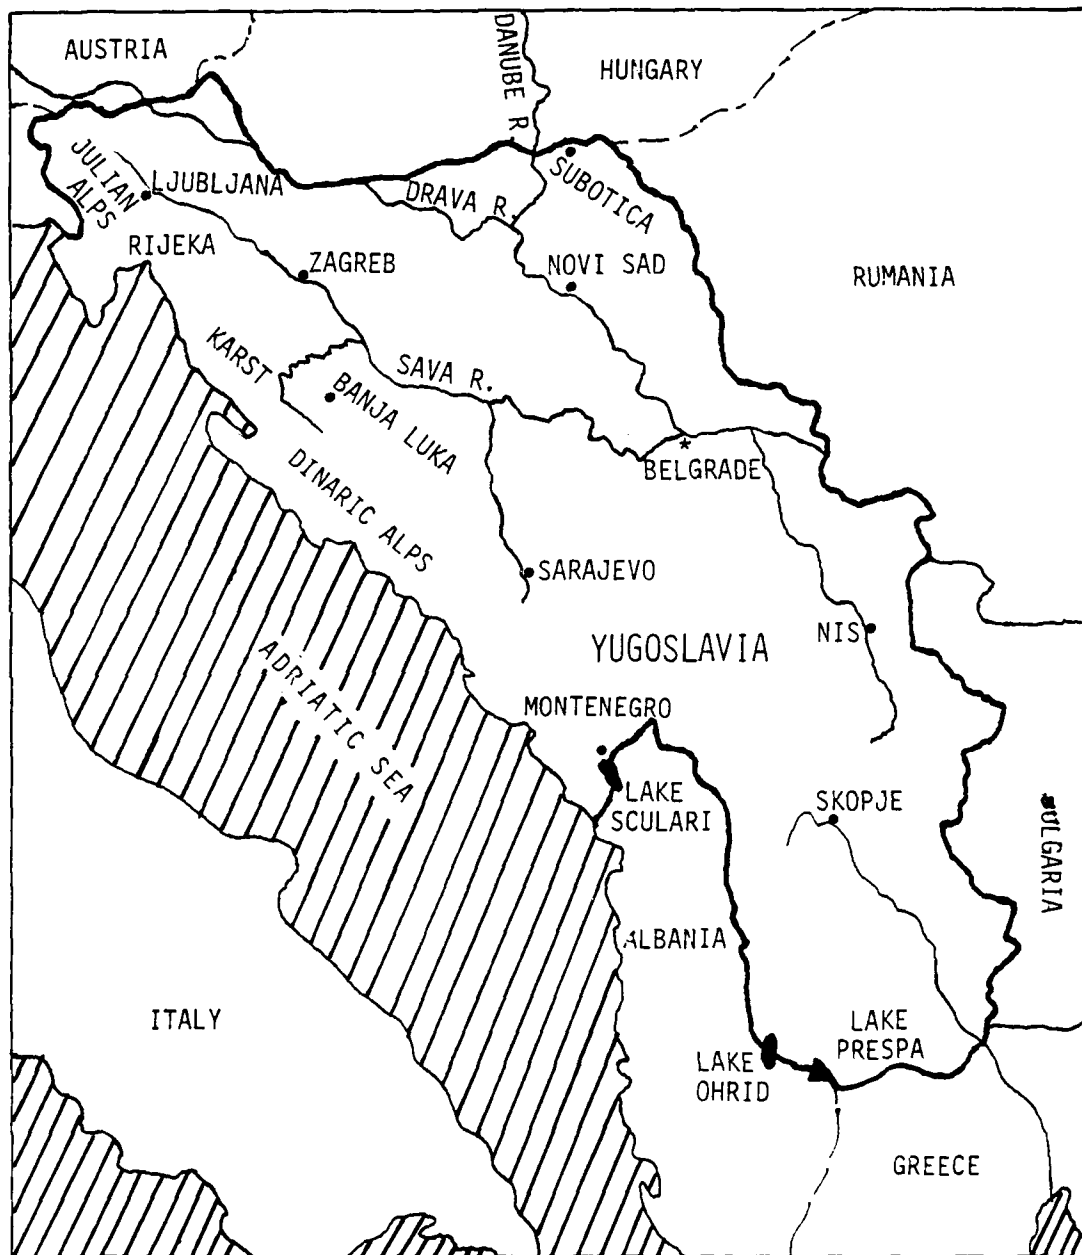 AUSTRIA
DANUBE R.
HUNGARY
JULIAN
ALPS
LJUBLJANA
DRAVA R.
SUBOTICA
RIJEKA
ZAGREB
NOVI SAD
RUMANIA
KARST
SAVA R.
BANJA LUKA
BELGRADE
DINARIC ALPS
SARAJEVO
NIS
YUGOSLAVIA
ADRIATIC SEA
MONTENEGRO
LAKE
SCULARI
SKOPJE
BULGARIA
ALBANIA
ITALY
LAKE
PRESPA
LAKE
OHRID
GREECE